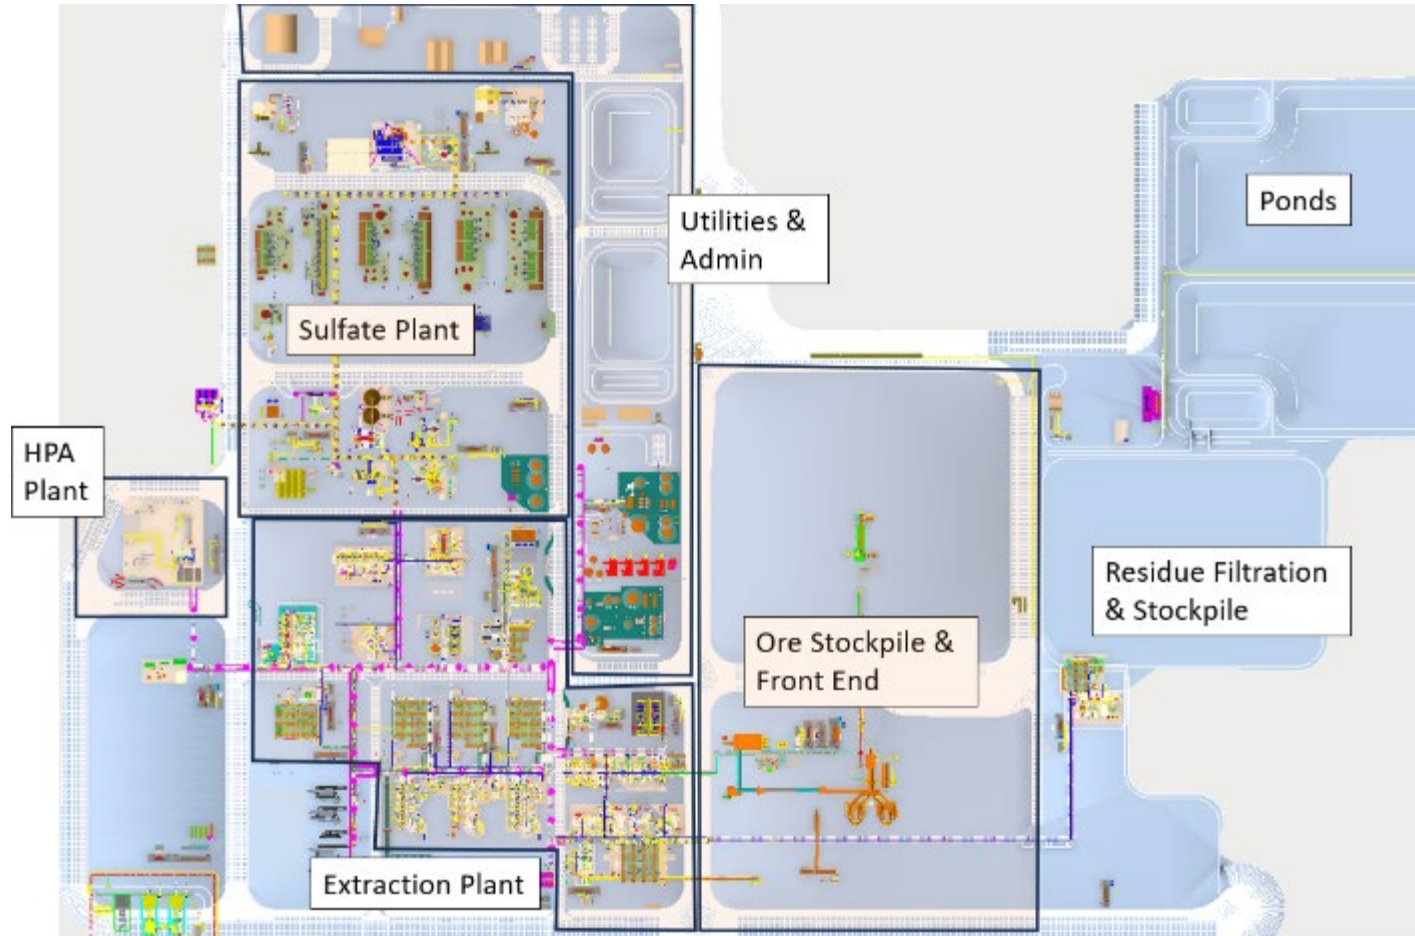 Ponds
Utilities &
Admin
Sulfate Plant
HPA
Plant
Residue Filtration
& Stockpile
Ore Stockpile &
Front End
Extraction Plant